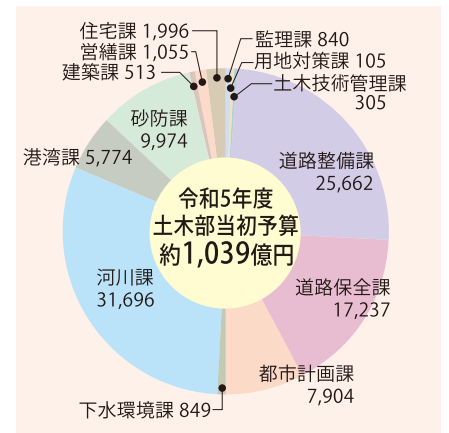 住宅課 1,996
営繕課 1,055
建築課 513
監理課 840
用地対策課 105
土木技術管理課
305
砂防課
9,974
港湾課 5,774
道路整備課
25,662
令和5年度
土木部当初予算
約1,039億円
河川課
31,696
道路保全課
17,237
都市計画課
7,904
下水環境課 849